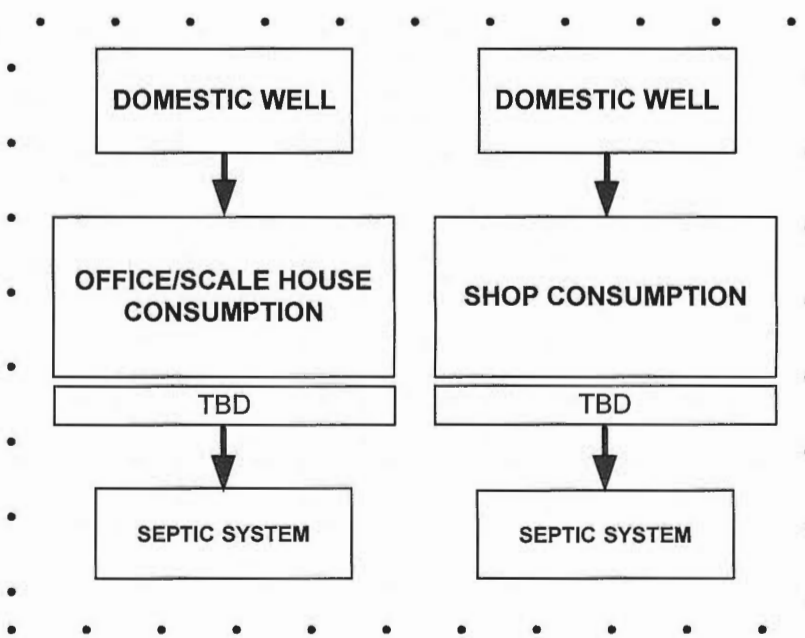 DOMESTIC WELL
OFFICE/SCALE HOUSE
CONSUMPTION
TBD
SEPTIC SYSTEM
DOMESTIC WELL
SHOP CONSUMPTION
TBD
SEPTIC SYSTEM